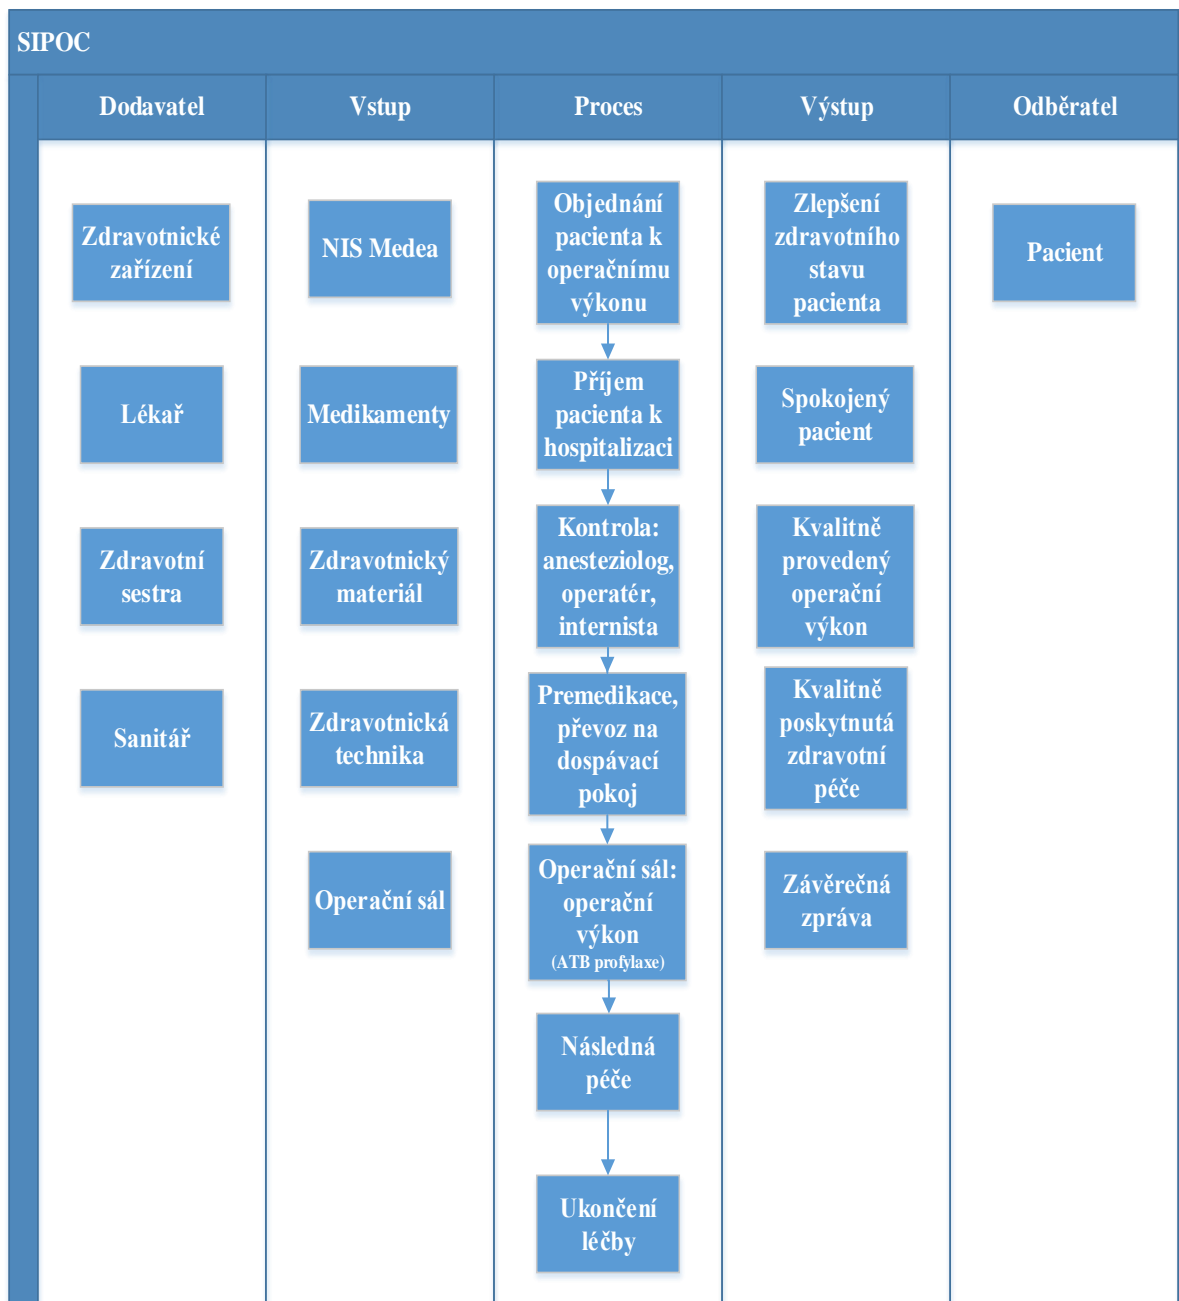 SIPOC
Dodavatel
Vstup
Proces
Výstup
Odběratel
Zdravotnické
zařízení
Lékař
Zdravotní
sestra
Sanitář
NIS Medea
Medikamenty
Zdravotnický
materiál
Zdravotnická
technika
Operační sál
Objednání
pacienta k
operačnímu
výkonu
Příjem
pacienta k
hospitalizaci
Kontrola:
anesteziolog,
operatér,
internista
Premedikace,
převoz na
dospávací
pokoj
Operační sál:
operační
výkon
(ATB profylaxe)
Následná
péče
Ukončení
léčby
Zlepšení
zdravotního
stavu
pacienta
Spokojený
pacient
Kvalitně
provedený
operační
výkon
Kvalitně
poskytnutá
zdravotní
péče
Závěrečná
zpráva
Pacient